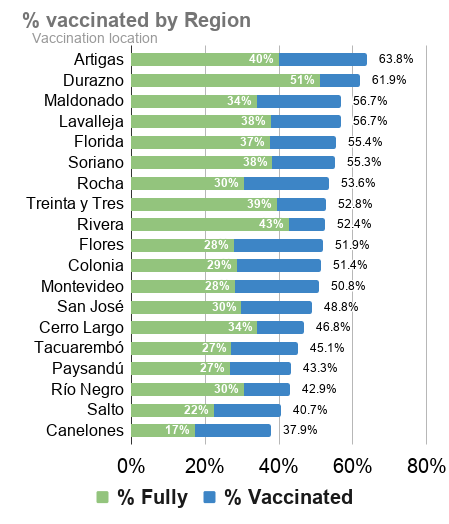 % vaccinated by Region
Vaccination location
Artigas 40% 63.8%
Durazno 51% 61.9%
Maldonado 34% 56.7%
Lavalleja 38% 56.7%
Florida 37% 55.4%
Soriano 38% 55.3%
Rocha 30% 53.6%
Treinta y Tres 39% 52.8%
Rivera 43% 52.4%
Flores 28% 51.9%
Colonia 29% 51.4%
Montevideo 28% 50.8%
San José 30% 48.8%
Cerro Largo 34% 46.8%
Tacuarembó 27% 45.1%
Paysandú 27% 43.3%
Río Negro 30% 42.9%
Salto 22% 40.7%
Canelones 17% 37.9%
0% 20% 40% 60% 80%
% Fully % Vaccinated